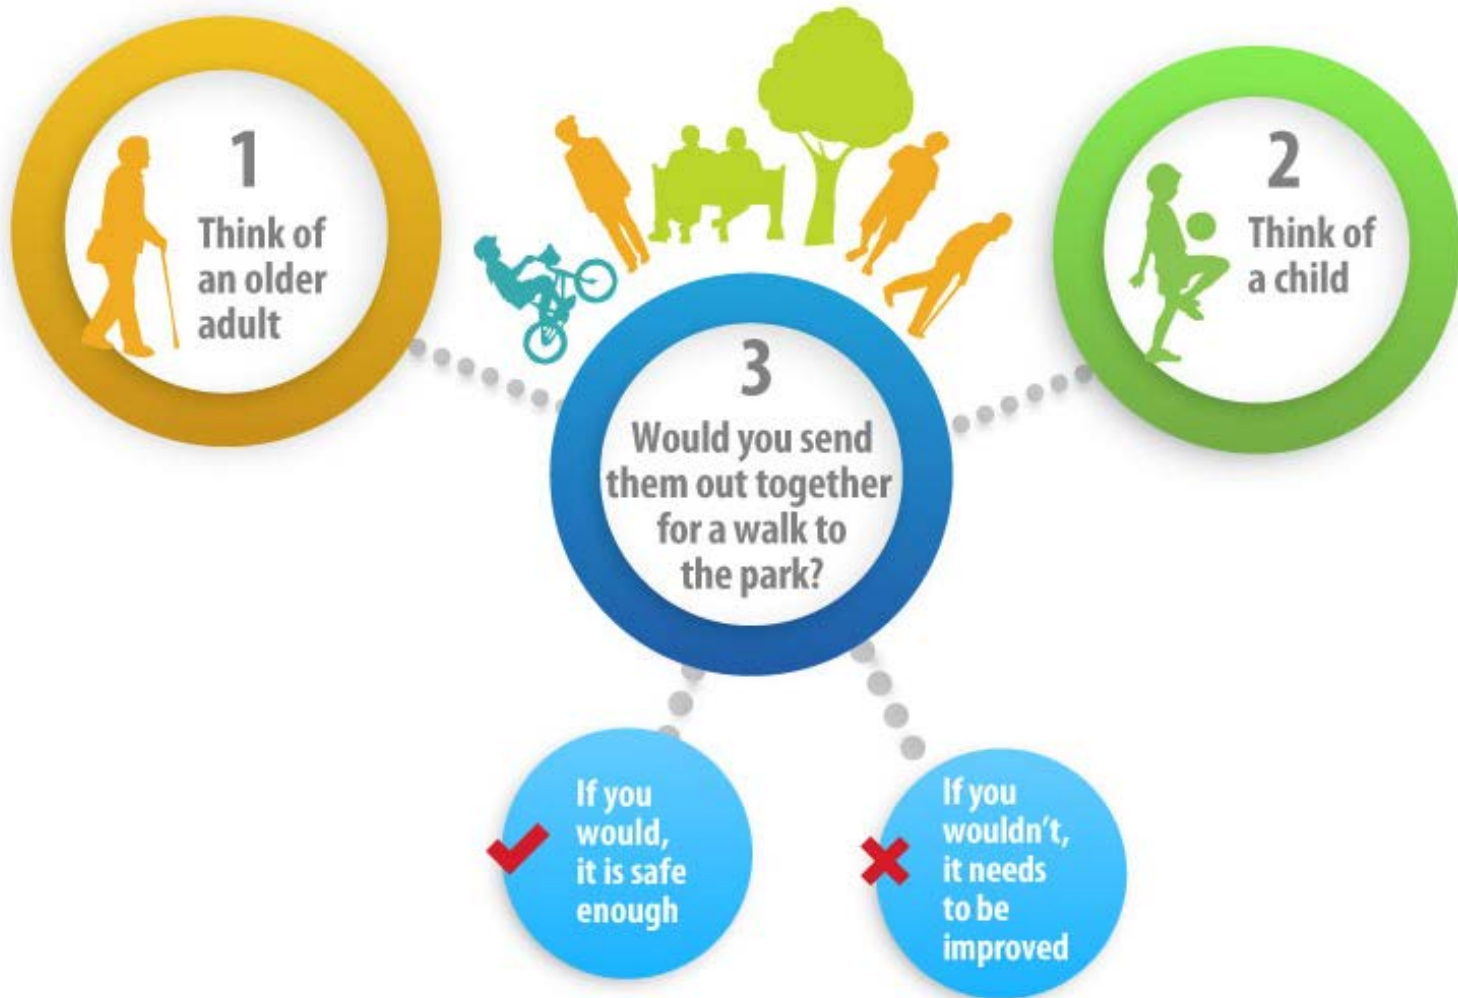 1
Think of
an older
adult
2
Think of
a child
3
Would you send
them out together
for a walk to
the park?
If you
would,
it is safe
enough
If you
wouldn't,
it needs
to be
improved